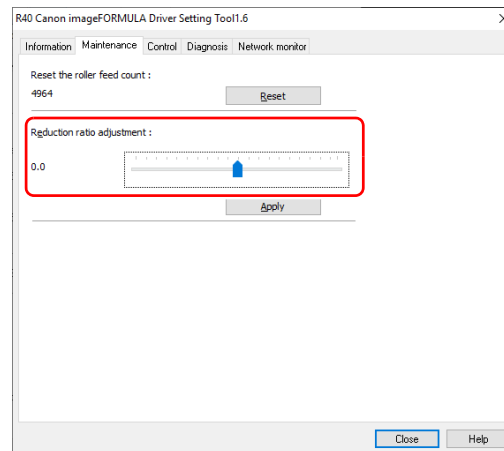 R40 Canon imageFORMULA Driver Setting Tool1.6
Information Maintenance Control Diagnosis Network monitor
Reset the roller feed count :
4964 Reset
Reduction ratio adjustment :
0.0
Apply
Close Help